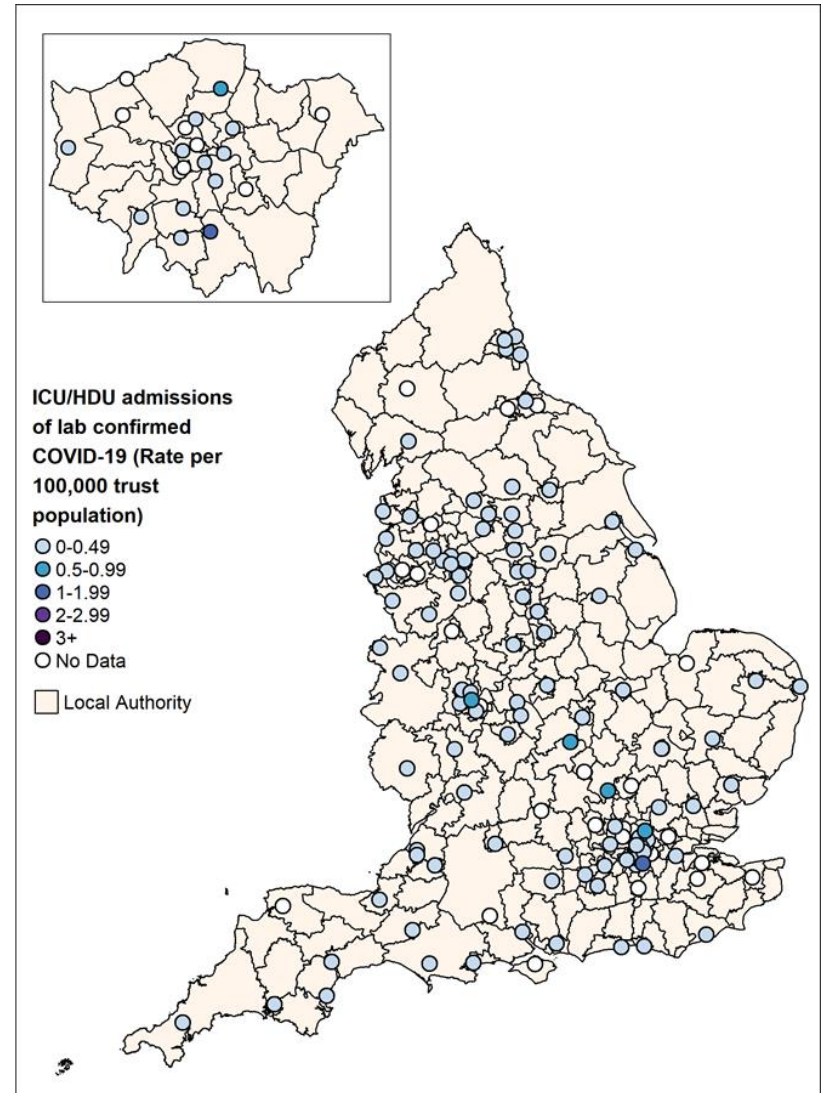 ICU/HDU admissions
of lab confirmed
COVID-19 (Rate per
100,000 trust
population)
0-0.49
0.5-0.99
1-1.99
2-2.99
3+
No Data
Local Authority